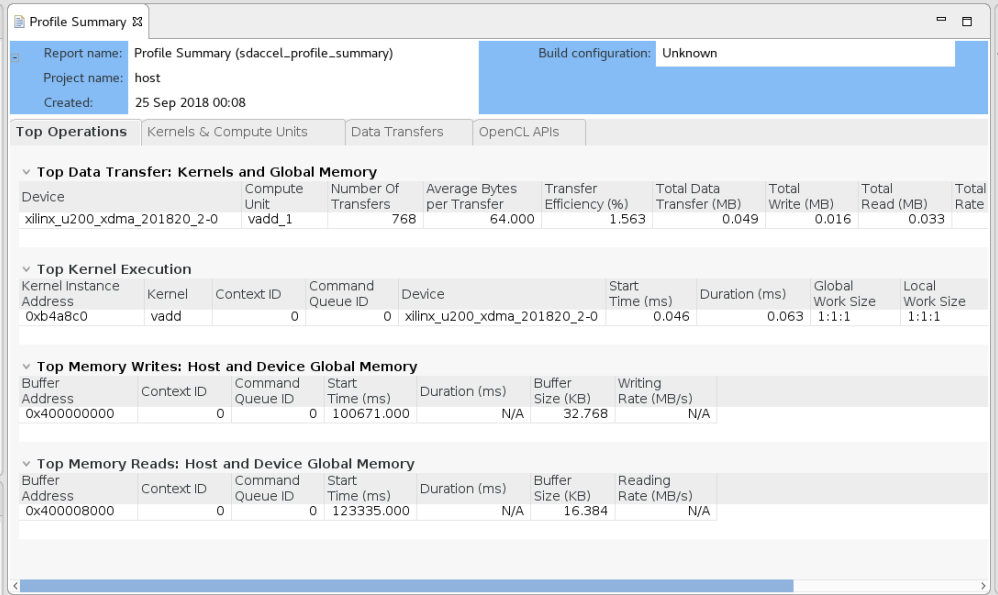 Profile Summary
Report name: Profile Summary (sdaccel_profile_summary) Build configuration: Unknown
Project name: host
Created: 25 Sep 2018 00:08
Top Operations Kernels & Compute Units Data Transfers OpenCL APIs
Top Data Transfer: Kernels and Global Memory
Device Compute Unit Number Of Transfers Average Bytes per Transfer Transfer Efficiency (%) Total Data Transfer (MB) Total Write (MB) Total Read (MB) Total Rate
xilinx_u200_xdma_201820_2-0 vadd_1 768 64.000 1.563 0.049 0.016 0.033
Top Kernel Execution
Kernel Instance Address Kernel Context ID Command Queue ID Device Start Time (ms) Duration (ms) Global Work Size Local Work Size
0xb4a8c0 vadd 0 0 xilinx_u200_xdma_201820_2-0 0.046 0.063 1:1:1 1:1:1
Top Memory Writes: Host and Device Global Memory
Buffer Address Context ID Command Queue ID Start Time (ms) Duration (ms) Buffer Size (KB) Writing Rate (MB/s)
0x400000000 0 0 100671.000 N/A 32.768 N/A
Top Memory Reads: Host and Device Global Memory
Buffer Address Context ID Command Queue ID Start Time (ms) Duration (ms) Buffer Size (KB) Reading Rate (MB/s)
0x400008000 0 0 123335.000 N/A 16.384 N/A